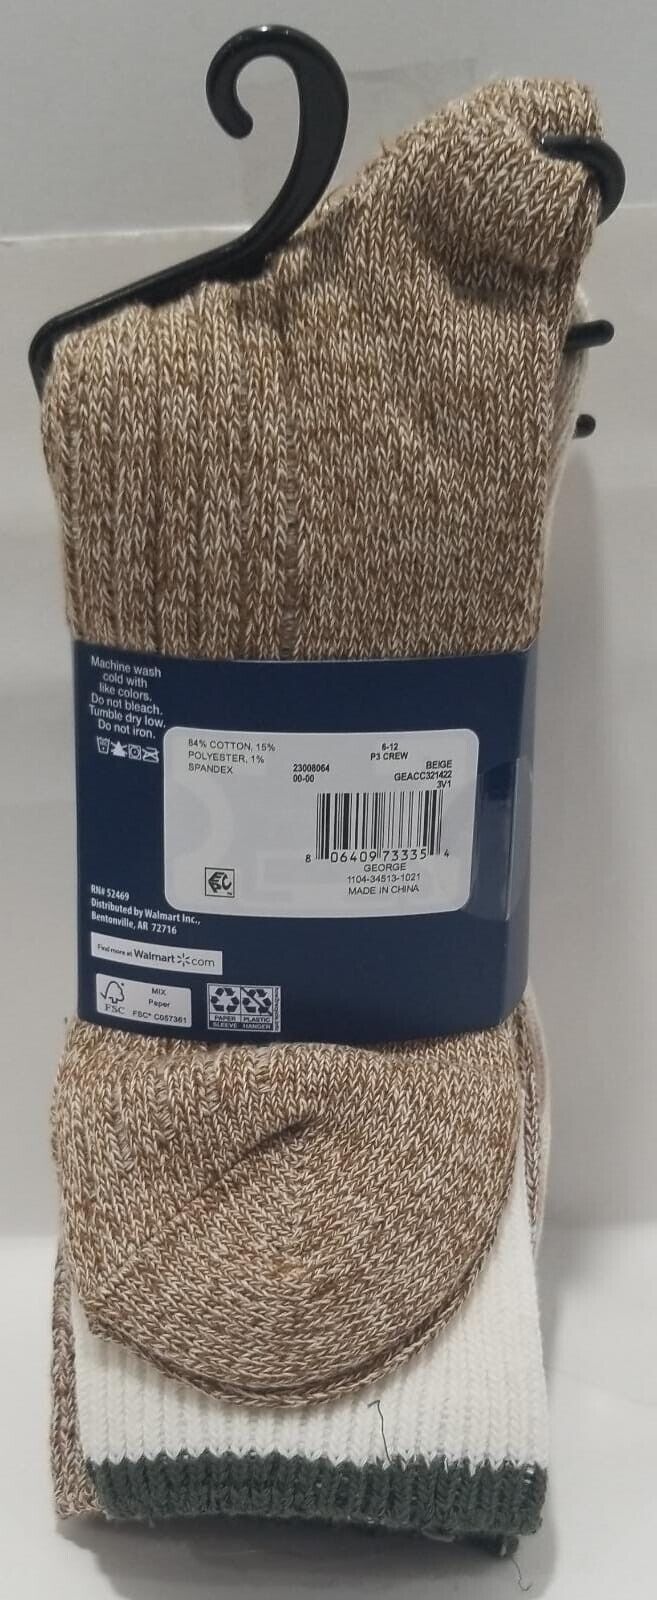 Machine wash
cold with
like colors.
Do not bleach.
Tumble dry low.
Do not iron.
84% COTTON, 15%
POLYESTER, 1%
SPANDEX
23008064
00-00
6-12
P3 CREW
BEIGE
GEACC321422
3V1
8 06409 73335 4
GEORGE
1104-34513-1021
MADE IN CHINA
RN# 52469
Distributed by Walmart Inc.,
Bentonville, AR 72716
Find more at Walmart.com
FSC
MIX
Paper
FSC® C057361
PAPER
SLEEVE
PLASTIC
HANGER